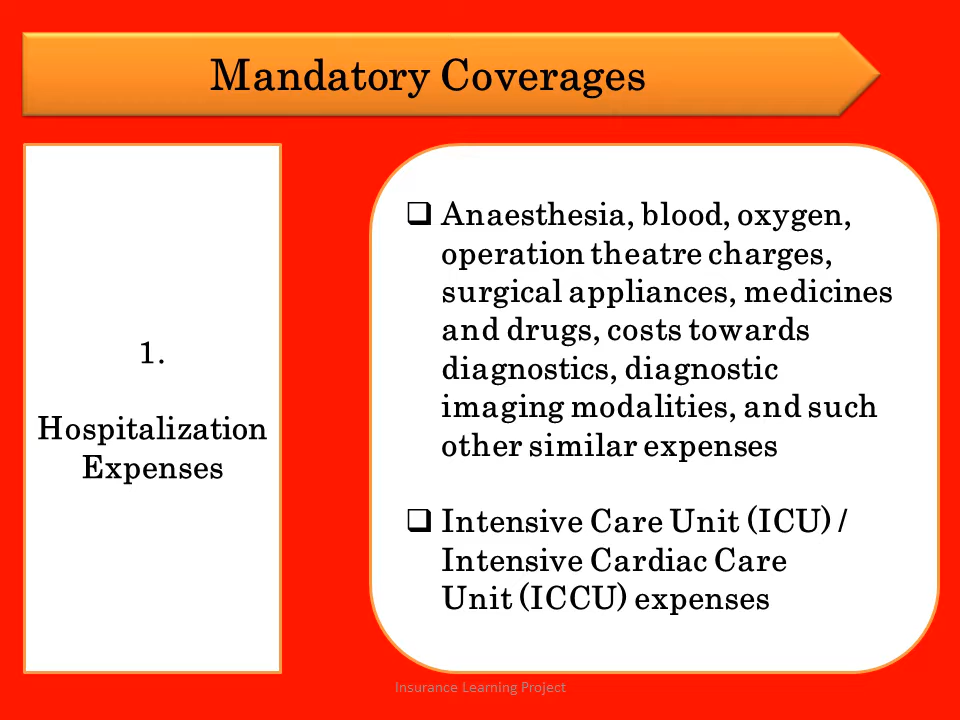 Mandatory Coverages
1.
Hospitalization
Expenses
❑ Anaesthesia, blood, oxygen,
operation theatre charges,
surgical appliances, medicines
and drugs, costs towards
diagnostics, diagnostic
imaging modalities, and such
other similar expenses
❑ Intensive Care Unit (ICU) /
Intensive Cardiac Care
Unit (ICCU) expenses
Insurance Learning Project